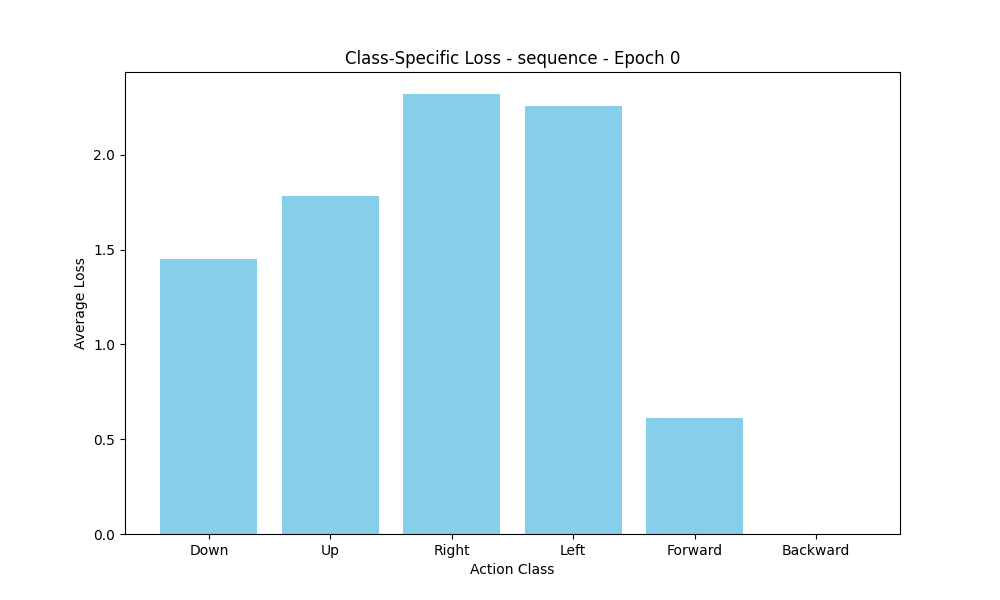 Class-Specific Loss - sequence - Epoch 0
Average Loss
2.0
1.5
1.0
0.5
0.0
Down Up Right Left Forward Backward
Action Class